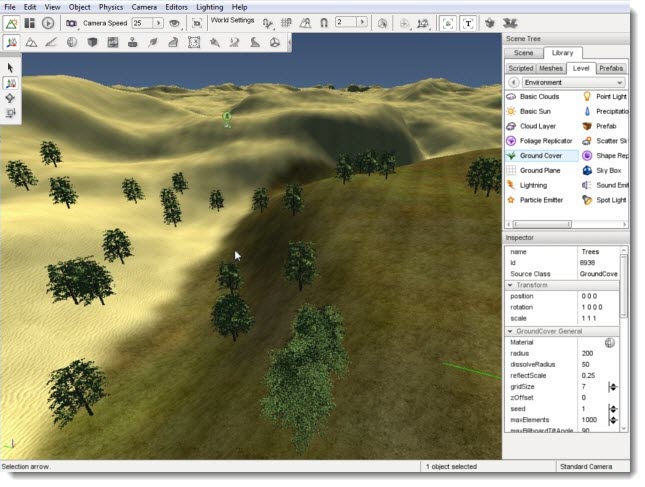 File Edit View Object Physics Camera Editors Lighting Help
Camera Speed 25 World Settings 2
Scene Tree
Scene Library
Scripted Meshes Level Prefabs
Environment
Basic Clouds Point Light
Basic Sun Precipitatio
Cloud Layer Prefab
Foliage Replicator Scatter Sk
Ground Cover Shape Rep
Ground Plane Sky Box
Lightning Sound Emit
Particle Emitter Spot Light
Inspector
name Trees
Id 8938
Source Class GroundCove
Transform
position 0 0 0
rotation 1 0 0 0
scale 1 1 1
GroundCover General
Material
radius 200
dissolveRadius 50
reflectScale 0.25
gridSize 7
zOffset 0
seed 1
maxElements 1000
maxBillboardTiltAngle 90
Selection arrow. 1 object selected Standard Camera